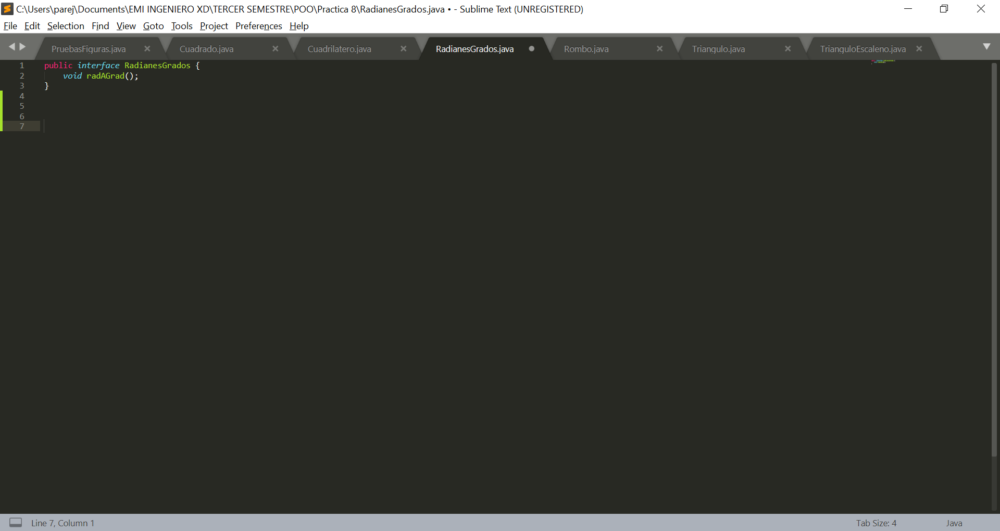 C:\Users\parej\Documents\EMI INGENIERO XD\TERCER SEMESTRE\POO\Practica 8\RadianesGrados.java • - Sublime Text (UNREGISTERED)
File Edit Selection Find View Goto Tools Project Preferences Help
PruebasFiguras.java Cuadrado.java Cuadrilatero.java RadianesGrados.java Rombo.java Triangulo.java TrianguloEscaleno.java
1 public interface RadianesGrados {
2     void radAGrad();
3 }
4
5
6
7
Line 7, Column 1 Tab Size: 4 Java